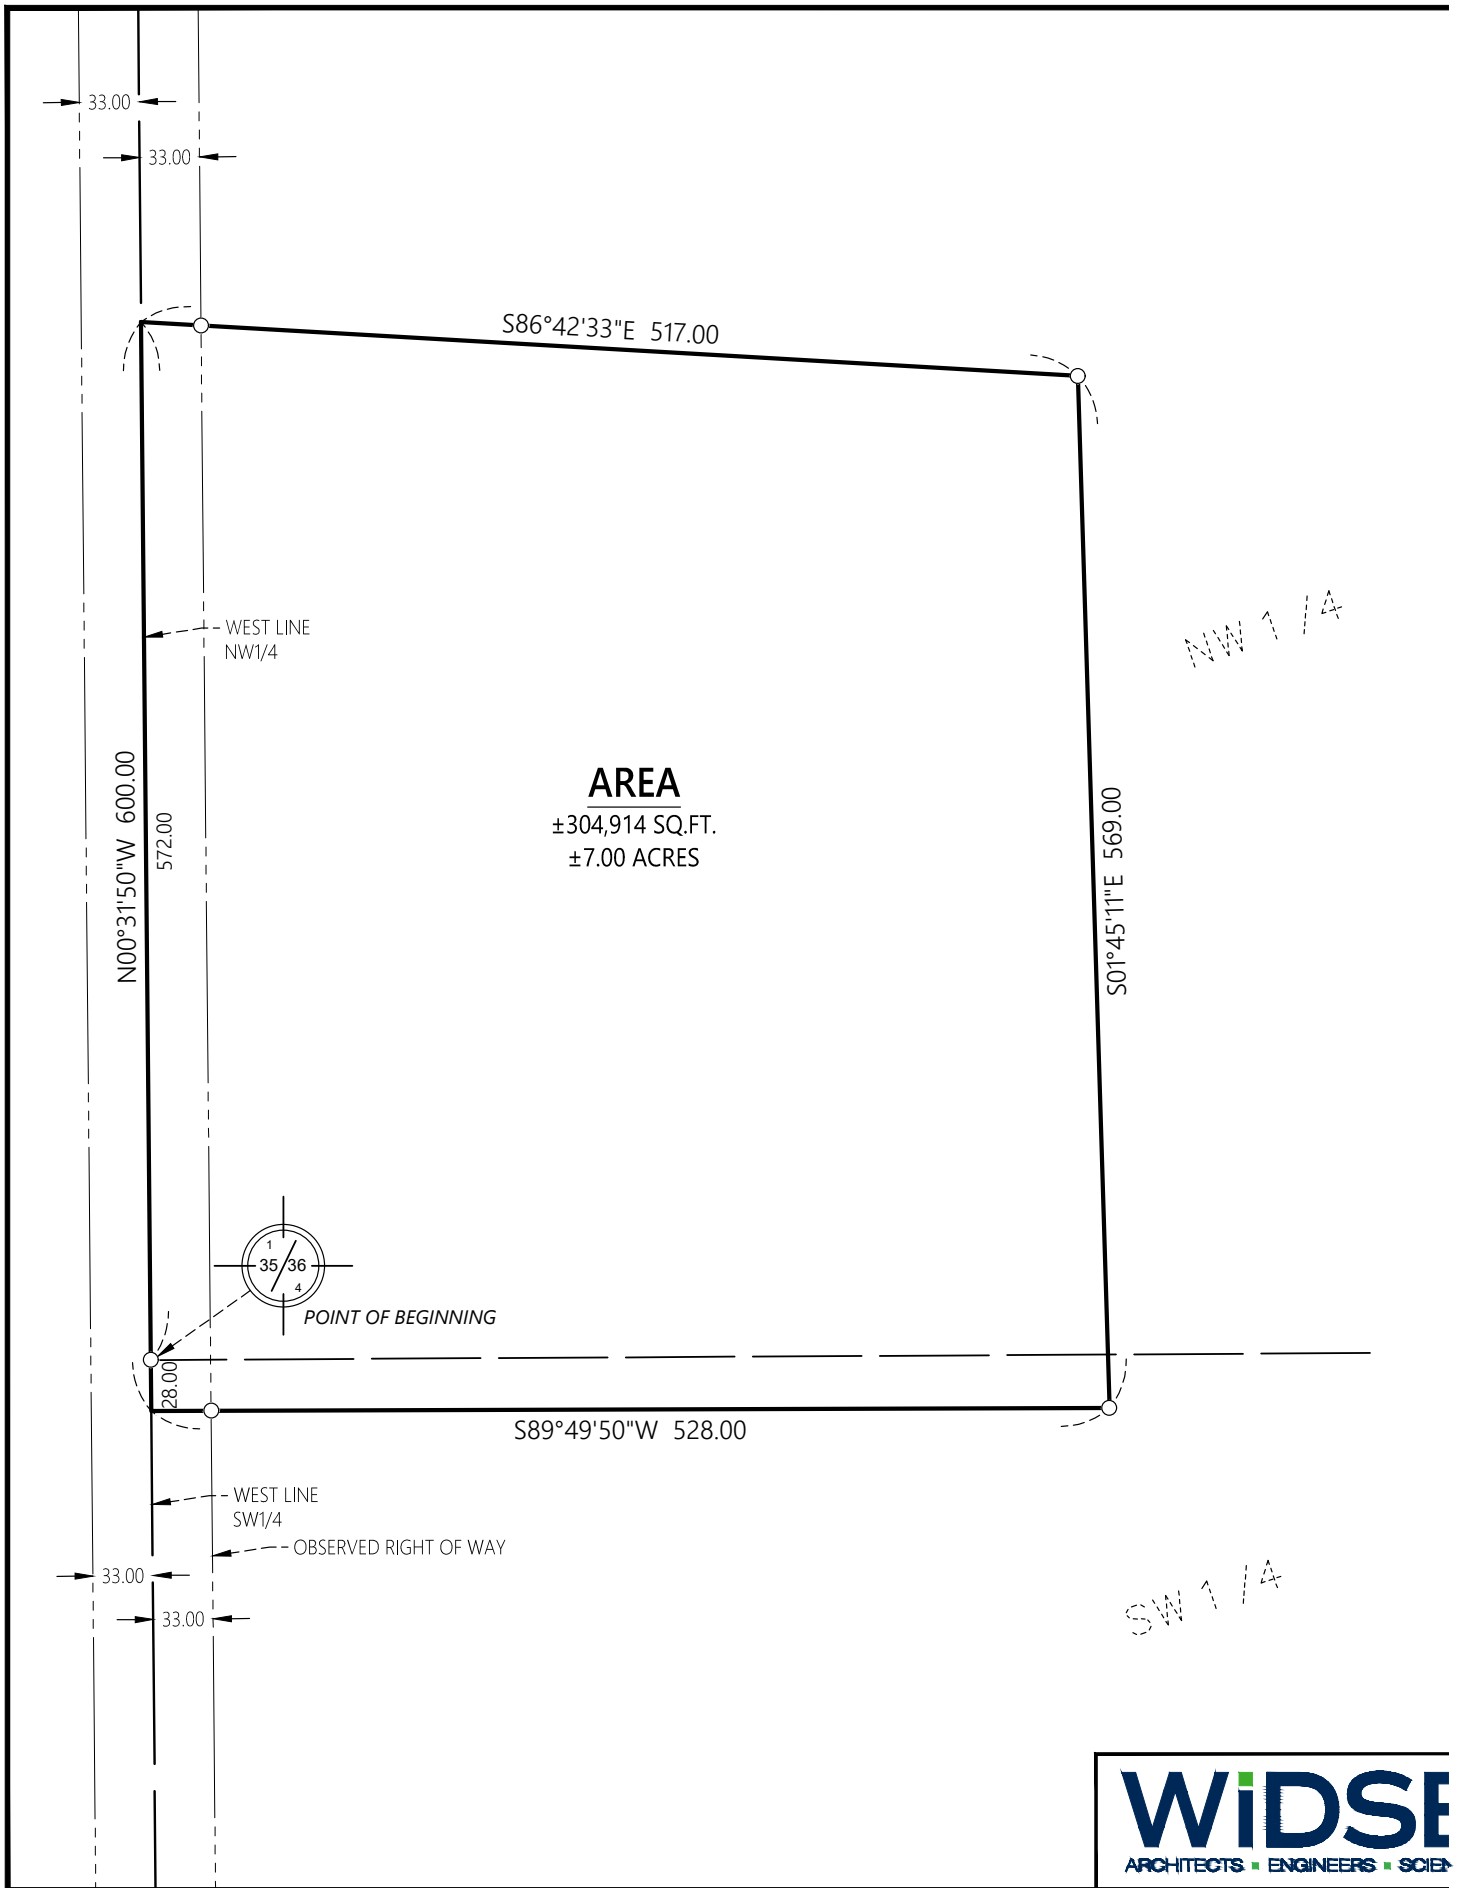 33.00
33.00
S86°42'33"E 517.00
WEST LINE
NW1/4
NW 1/4
N00°31'50"W 600.00
572.00
AREA
±304,914 SQ.FT.
±7.00 ACRES
S01°45'11"E 569.00
1
35/36
4
POINT OF BEGINNING
28.00
S89°49'50"W 528.00
WEST LINE
SW1/4
OBSERVED RIGHT OF WAY
33.00
33.00
SW 1/4
WiDSE
ARCHITECTS ▪ ENGINEERS ▪ SCIEN